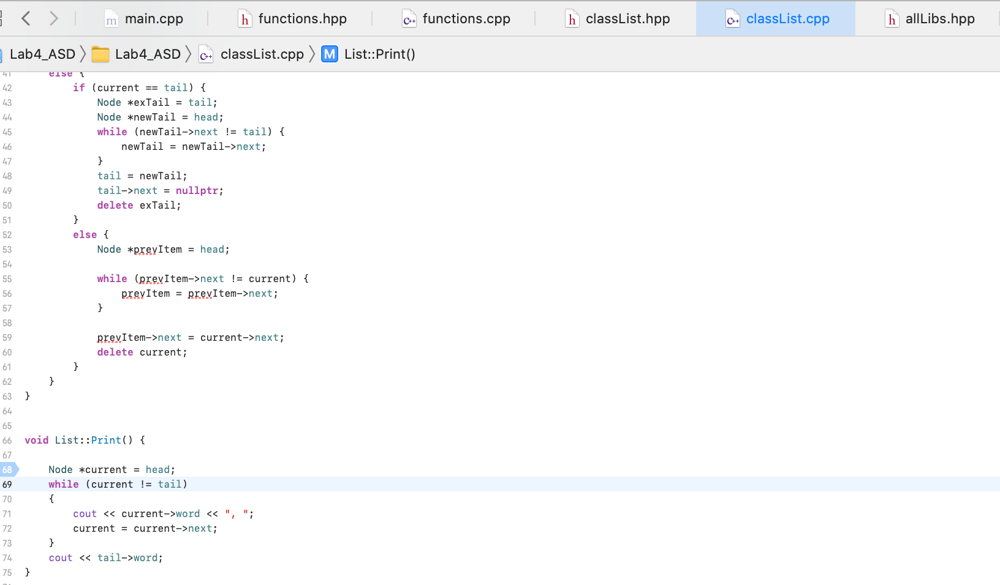 main.cpp functions.hpp functions.cpp classList.hpp classList.cpp allLibs.hpp
Lab4_ASD Lab4_ASD classList.cpp M List::Print()
41 else {
42 if (current == tail) {
43 Node *exTail = tail;
44 Node *newTail = head;
45 while (newTail->next != tail) {
46 newTail = newTail->next;
47 }
48 tail = newTail;
49 tail->next = nullptr;
50 delete exTail;
51 }
52 else {
53 Node *prevItem = head;
54
55 while (prevItem->next != current) {
56 prevItem = prevItem->next;
57 }
58
59 prevItem->next = current->next;
60 delete current;
61 }
62 }
63 }
64
65
66 void List::Print() {
67
68 Node *current = head;
69 while (current != tail)
70 {
71 cout << current->word << ", ";
72 current = current->next;
73 }
74 cout << tail->word;
75 }